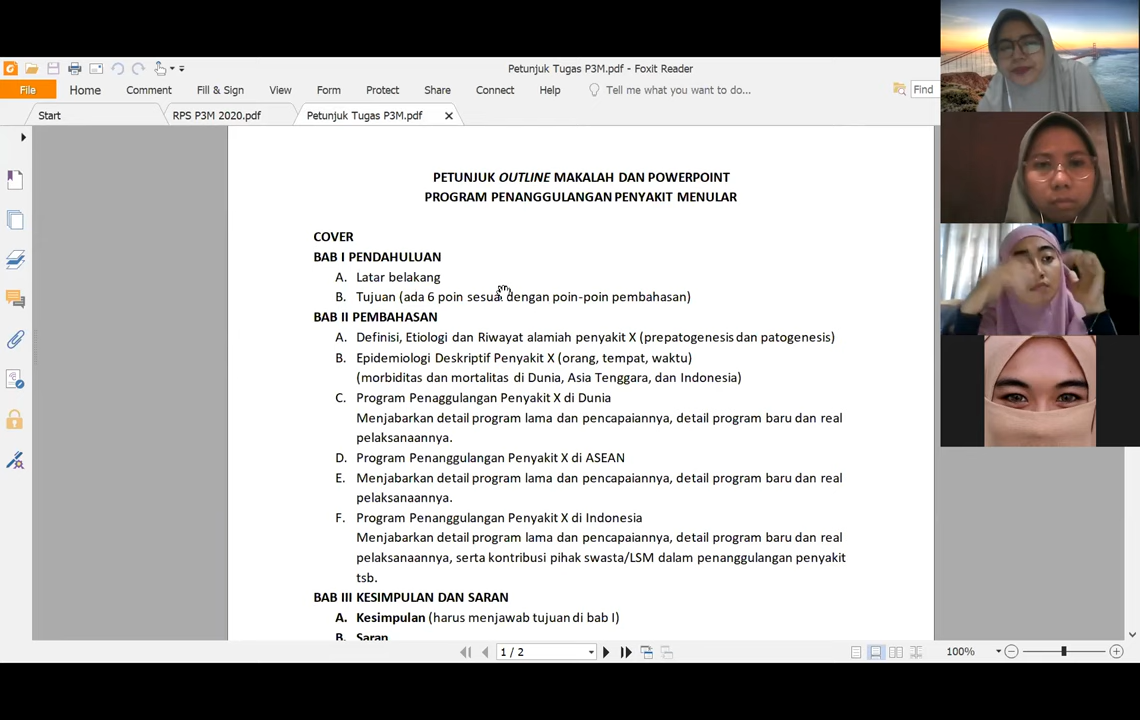 Petunjuk Tugas P3M.pdf - Foxit Reader
File Home Comment Fill & Sign View Form Protect Share Connect Help Tell me what you want to do... Find
Start RPS P3M 2020.pdf Petunjuk Tugas P3M.pdf
PETUNJUK OUTLINE MAKALAH DAN POWERPOINT
PROGRAM PENANGGULANGAN PENYAKIT MENULAR
COVER
BAB I PENDAHULUAN
A. Latar belakang
B. Tujuan (ada 6 poin sesuai dengan poin-poin pembahasan)
BAB II PEMBAHASAN
A. Definisi, Etiologi dan Riwayat alamiah penyakit X (prepatogenesis dan patogenesis)
B. Epidemiologi Deskriptif Penyakit X (orang, tempat, waktu)
(morbiditas dan mortalitas di Dunia, Asia Tenggara, dan Indonesia)
C. Program Penaggulangan Penyakit X di Dunia
Menjabarkan detail program lama dan pencapaiannya, detail program baru dan real
pelaksanaannya.
D. Program Penanggulangan Penyakit X di ASEAN
E. Menjabarkan detail program lama dan pencapaiannya, detail program baru dan real
pelaksanaannya.
F. Program Penanggulangan Penyakit X di Indonesia
Menjabarkan detail program lama dan pencapaiannya, detail program baru dan real
pelaksanaannya, serta kontribusi pihak swasta/LSM dalam penanggulangan penyakit
tsb.
BAB III KESIMPULAN DAN SARAN
A. Kesimpulan (harus menjawab tujuan di bab I)
B. Saran
1 / 2 100%